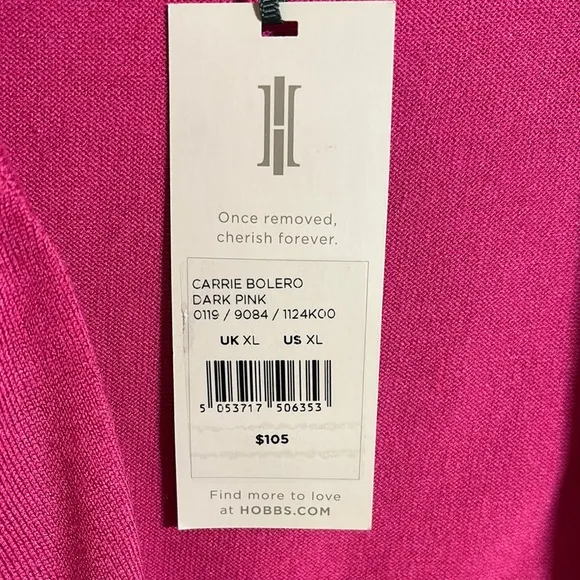 Once removed,
cherish forever.
CARRIE BOLERO
DARK PINK
0119 / 9084 / 1124K00
UK XL US XL
5 053717 506353
$105
Find more to love
at HOBBS.COM